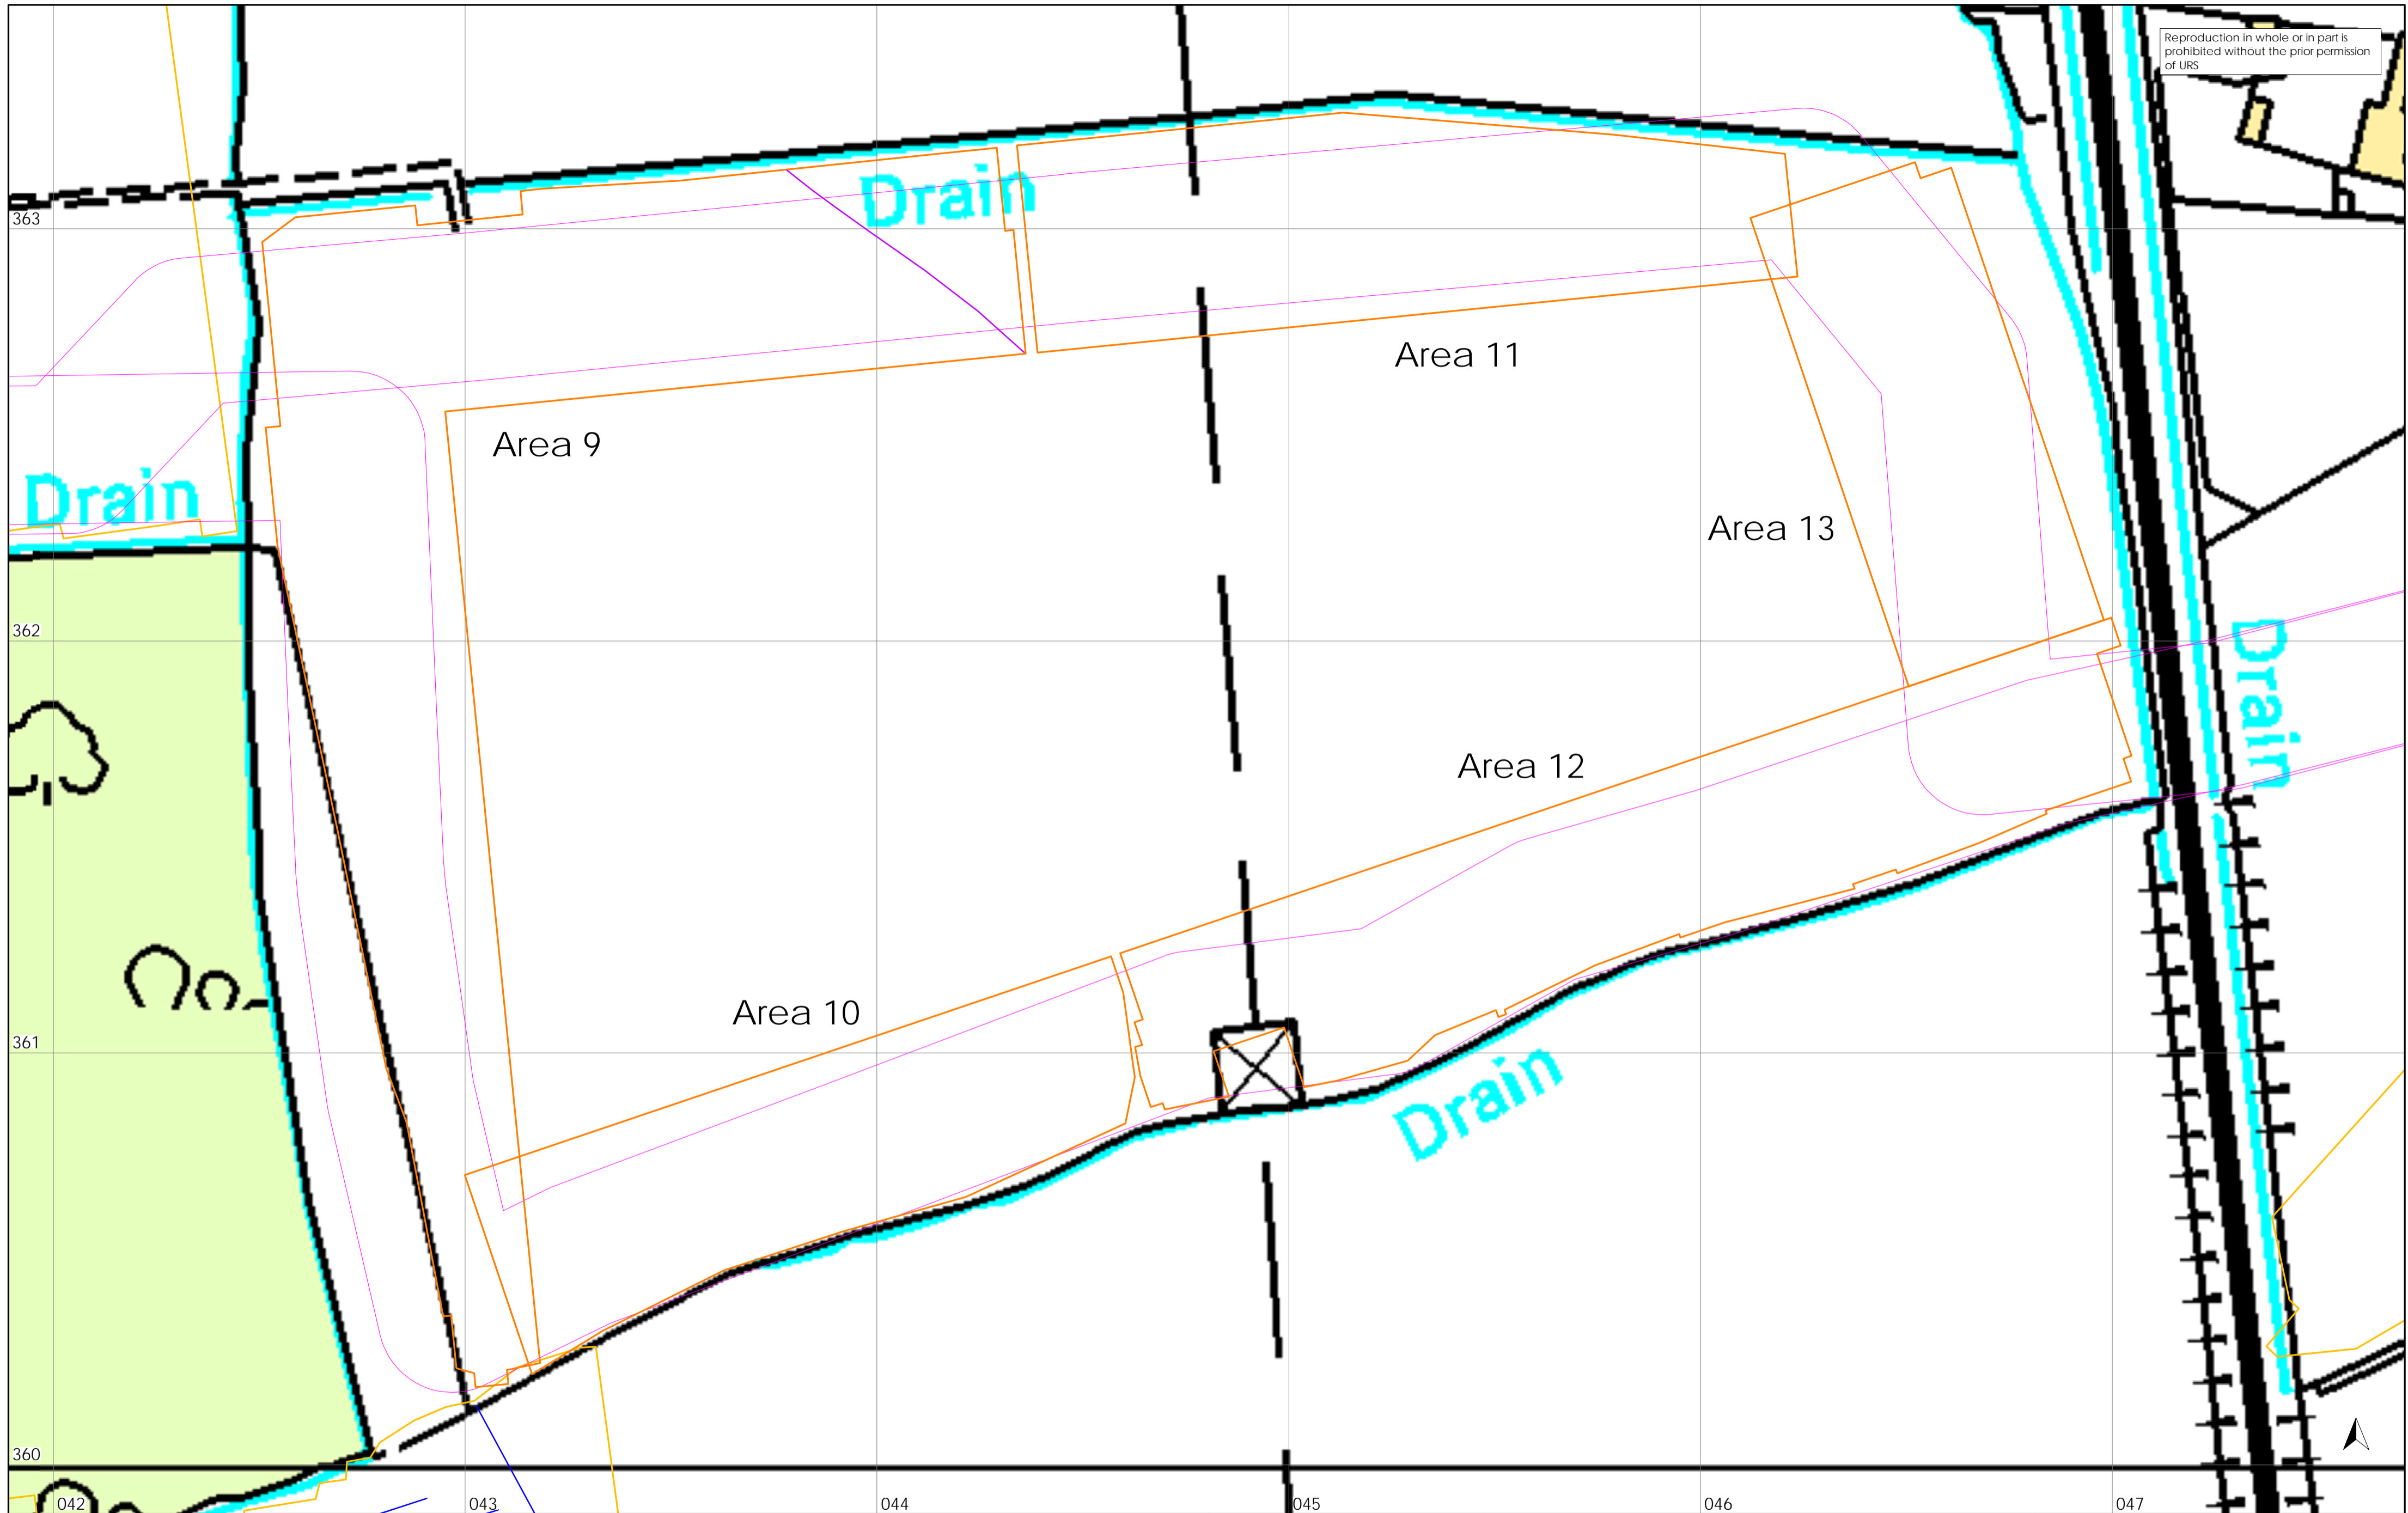 Reproduction in whole or in part is
prohibited without the prior permission
of URS
Drain
363
Area 11
Area 9
Drain
Area 13
362
Drain
Area 12
Area 10
361
Drain
360
042
043
044
045
046
047